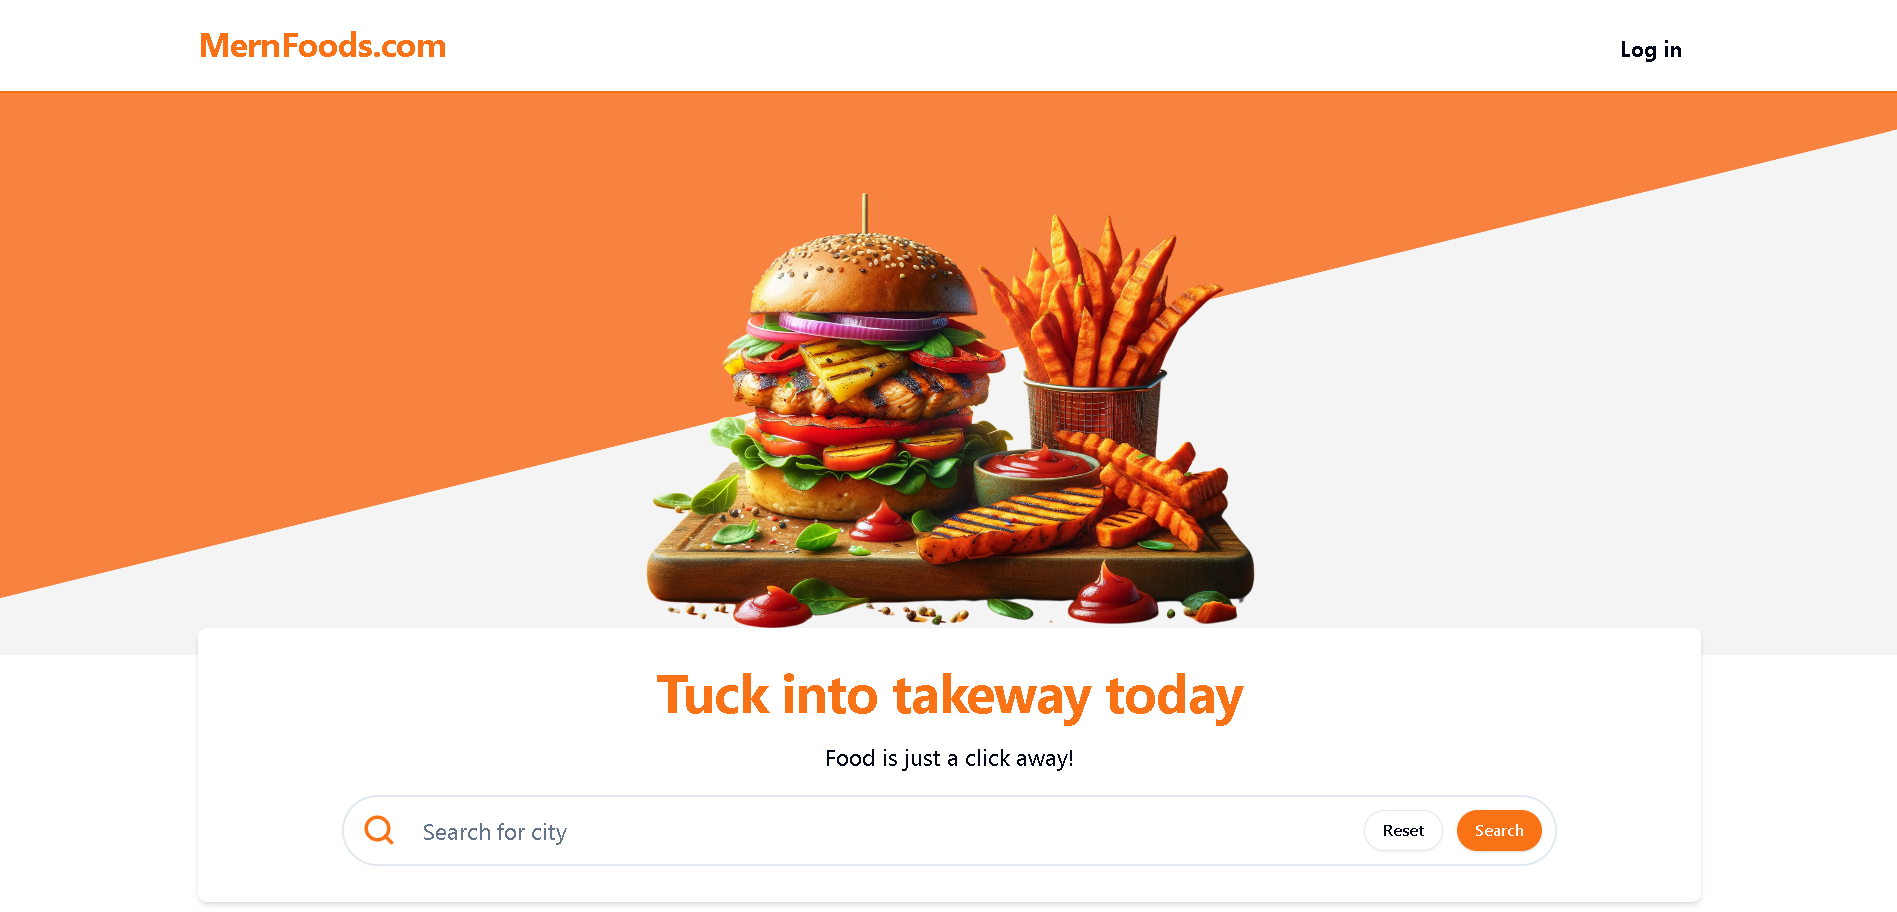 MernFoods.com
Log in
Tuck into takeway today
Food is just a click away!
Search for city
Reset
Search